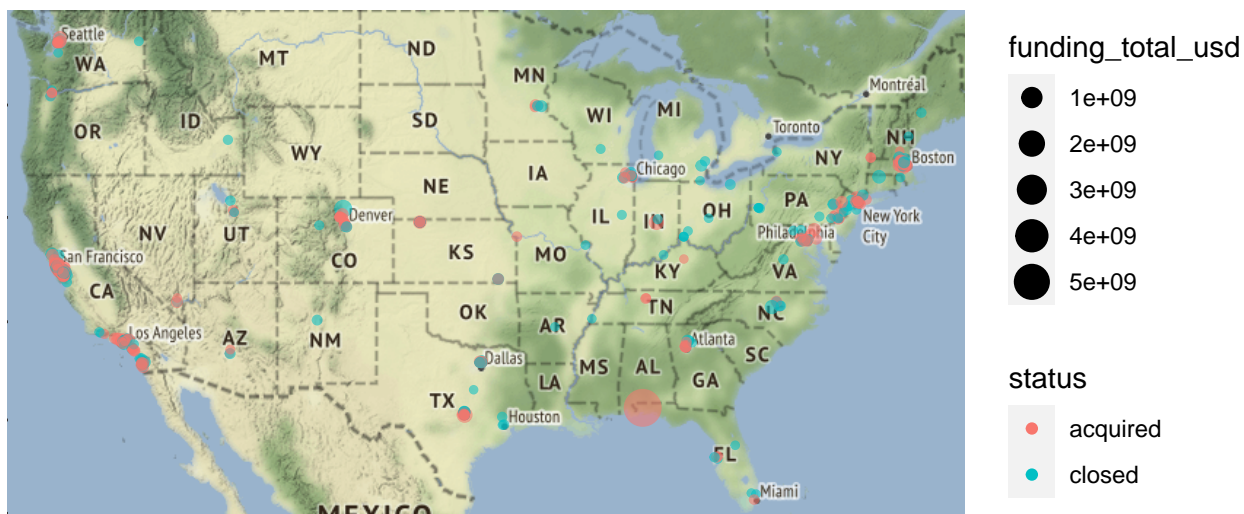 Seattle
WA
MT
ND
MN
Montréal
OR
ID
SD
WI
MI
Toronto
NH
WY
NY
Boston
IA
Chicago
NE
PA
Denver
IL
IN
OH
New York
City
NV
UT
Philadelphia
San Francisco
CO
KS
MO
CA
KY
VA
Los Angeles
AZ
NM
OK
TN
NC
AR
Atlanta
Dallas
MS
AL
SC
LA
GA
TX
Houston
FL
Miami
MEXICO
funding_total_usd
1e+09
2e+09
3e+09
4e+09
5e+09
status
acquired
closed